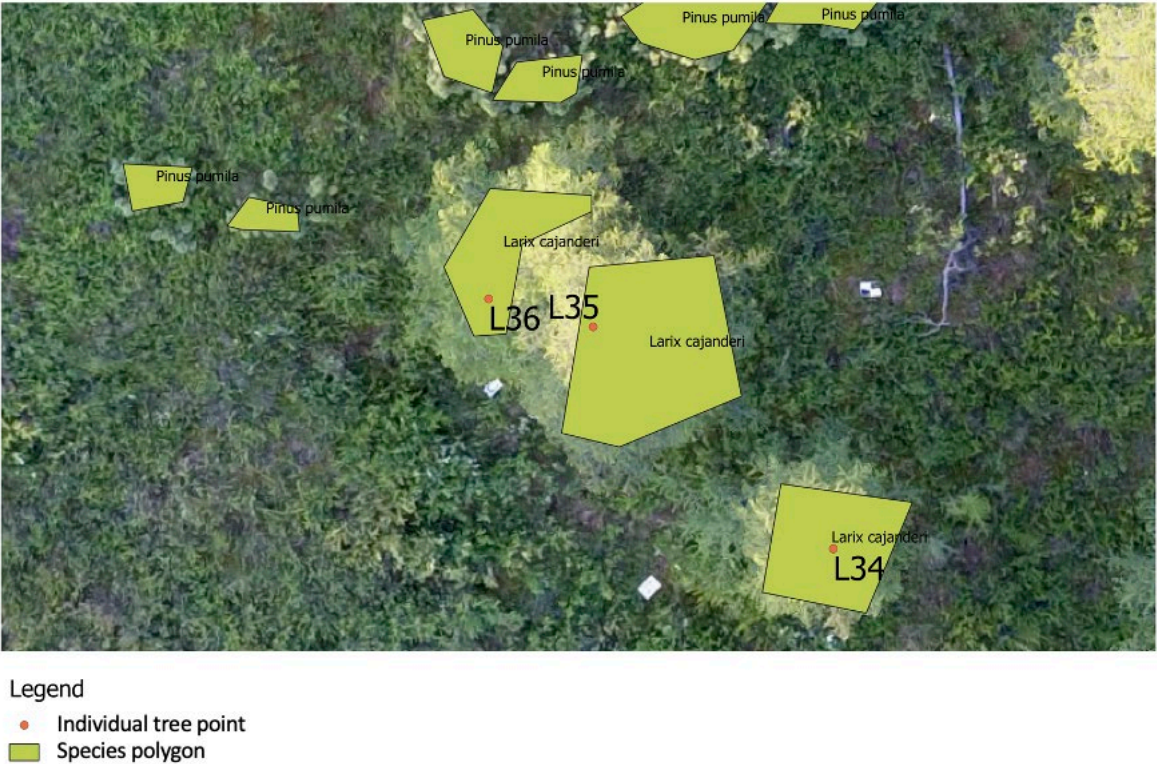 Pinus pumila
Pinus pumila
Pinus pumila
Pinus pumila
Pinus pumila
Pinus pumila
Larix cajanderi
L36
L35
Larix cajanderi
Larix cajanderi
L34
Legend
Individual tree point
Species polygon